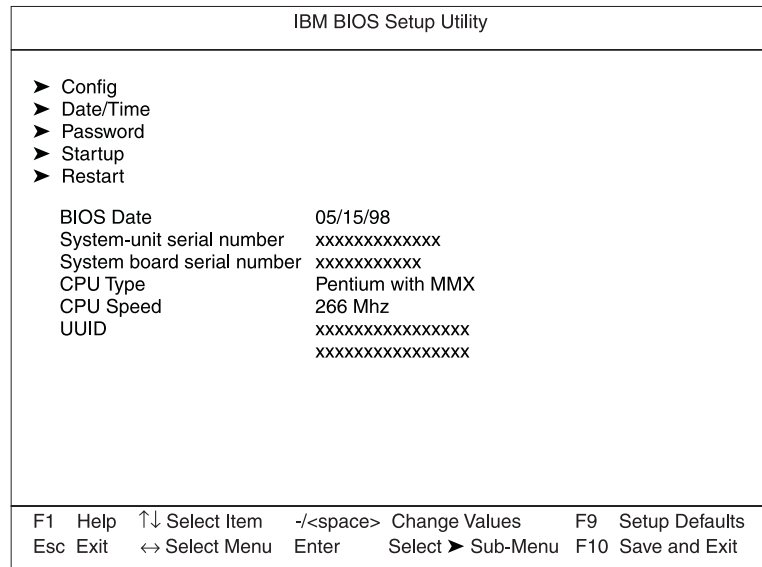 IBM BIOS Setup Utility
➤ Config
➤ Date/Time
➤ Password
➤ Startup
➤ Restart
BIOS Date 05/15/98
System-unit serial number xxxxxxxxxxxxx
System board serial number xxxxxxxxxxx
CPU Type Pentium with MMX
CPU Speed 266 Mhz
UUID xxxxxxxxxxxxxxxx
xxxxxxxxxxxxxxxx
F1 Help ↑↓ Select Item -/<space> Change Values F9 Setup Defaults
Esc Exit ↔ Select Menu Enter Select ➤ Sub-Menu F10 Save and Exit